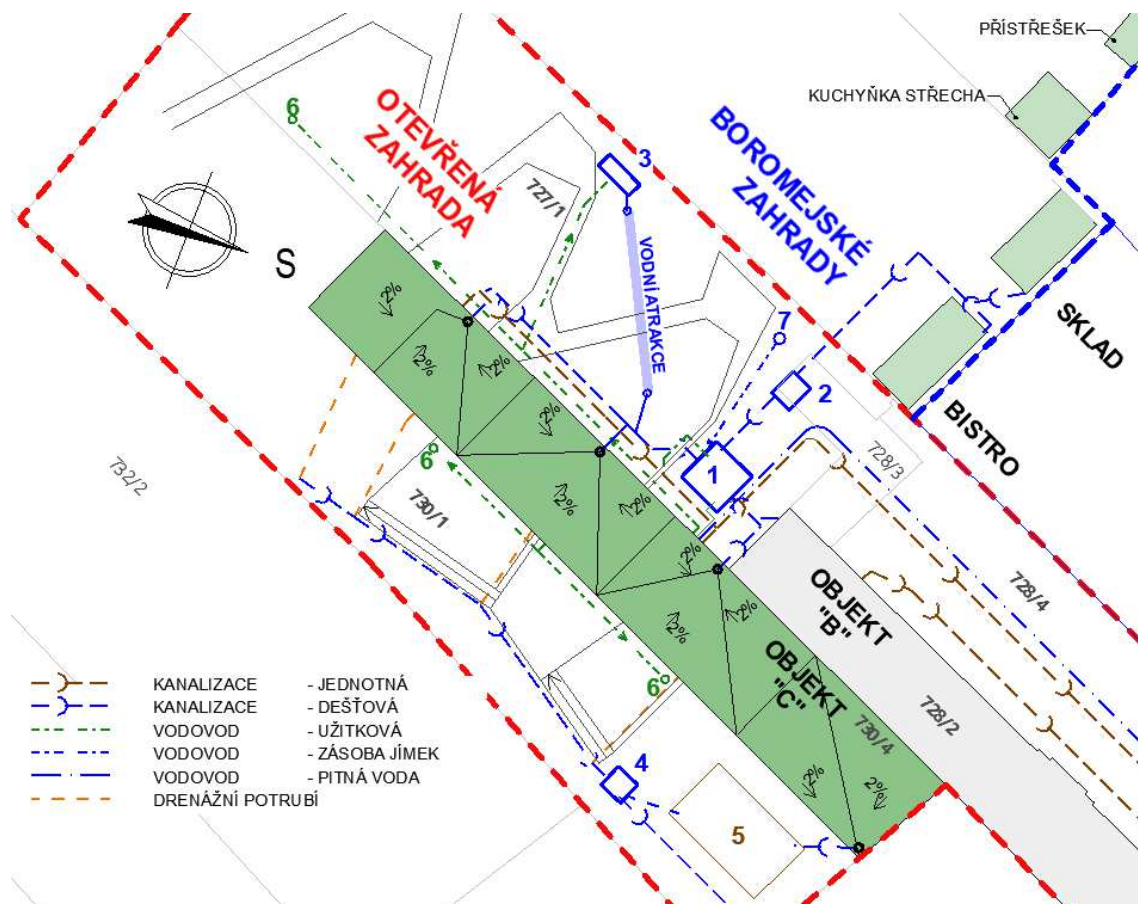 PŘÍSTŘEŠEK
KUCHYŇKA STŘECHA
6
OTEVŘENÁ
ZAHRADA
3
BOROMEJSKÉ
ZAHRADY
727/1
S
VODNÍ ATRAKCE
7
SKLAD
2%
2%
2%
2%
2
BISTRO
6
1
728/3
732/2
730/1
2%
2%
2%
OBJEKT
"B"
728/4
2%
2%
OBJEKT
"C"
6
730/4
728/2
KANALIZACE - JEDNOTNÁ
KANALIZACE - DEŠŤOVÁ
VODOVOD - UŽITKOVÁ
VODOVOD - ZÁSOBA JÍMEK
VODOVOD - PITNÁ VODA
DRENÁŽNÍ POTRUBÍ
4
2%
2%
5